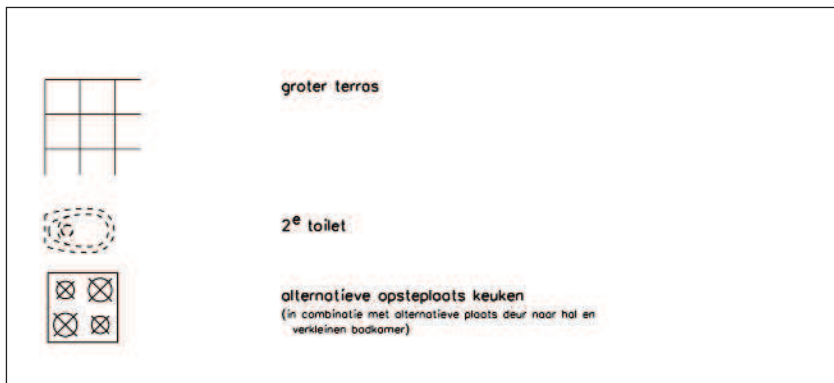 groter terras
2e toilet
alternatieve opsteplaats keuken
(in combinatie met alternatieve plaats deur naar hal en
verkleinen badkamer)